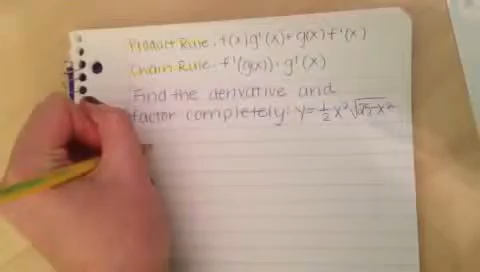 Product Rule - f(x)g'(x)+g(x)f'(x)
Chain Rule - f'(g(x)) · g'(x)
Find the derivative and
factor completely: y=½x²√25-x²